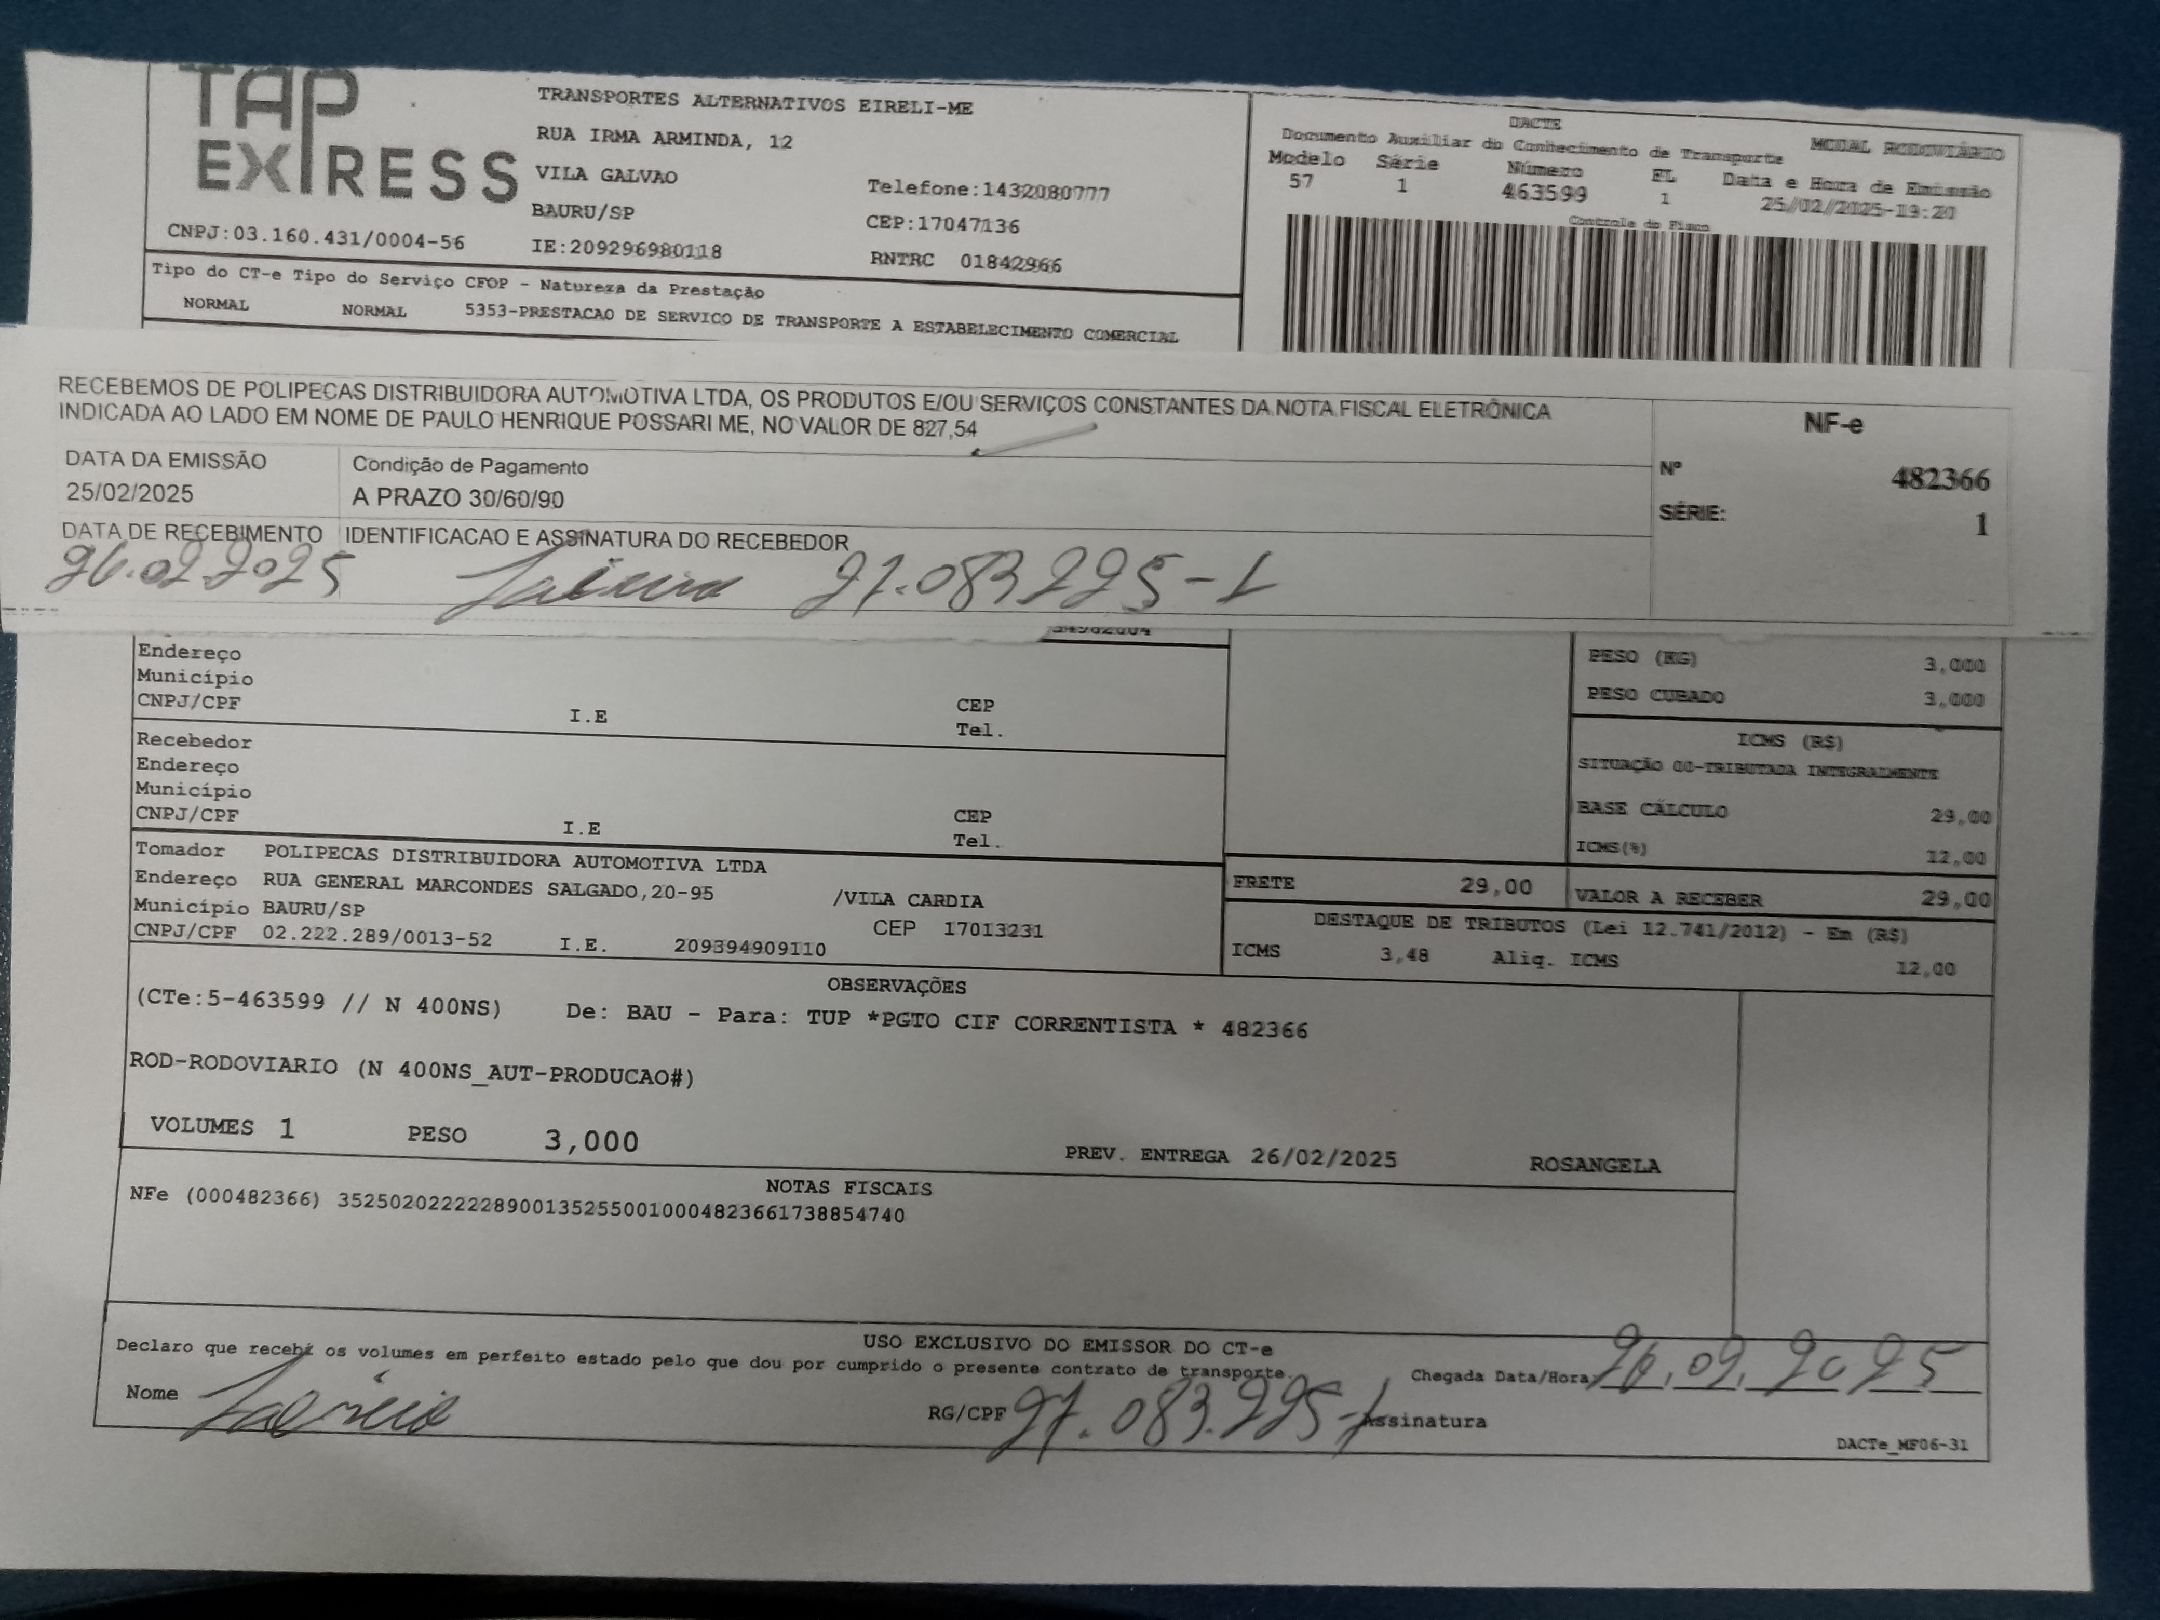 TAP
EXPRESS
TRANSPORTES ALTERNATIVOS EIRELI-ME
RUA IRMA ARMINDA, 12
VILA GALVAO
Telefone:1432080777
BAURU/SP
CEP:17047136
CNPJ:03.160.431/0004-56
IE:209296980118
RNTRC 01842966
DACTE
Documento Auxiliar do Conhecimento de Transporte
MODAL RODOVIÁRIO
Modelo Série Número FL Data e Hora de Emissão
57 1 463599 1 25/02/2025-19:20
Controle do Fisco
Tipo do CT-e Tipo do Serviço CFOP - Natureza da Prestação
NORMAL NORMAL 5353-PRESTACAO DE SERVICO DE TRANSPORTE A ESTABELECIMENTO COMERCIAL
RECEBEMOS DE POLIPECAS DISTRIBUIDORA AUTOMOTIVA LTDA, OS PRODUTOS E/OU SERVIÇOS CONSTANTES DA NOTA FISCAL ELETRÔNICA
INDICADA AO LADO EM NOME DE PAULO HENRIQUE POSSARI ME, NO VALOR DE 827,54
NF-e
Nº 482366
SÉRIE: 1
DATA DA EMISSÃO
25/02/2025
Condição de Pagamento
A PRAZO 30/60/90
DATA DE RECEBIMENTO
IDENTIFICACAO E ASSINATURA DO RECEBEDOR
26.02.2025 27.083.225-1
Endereço
Município
CNPJ/CPF I.E CEP
Tel.
Recebedor
Endereço
Município
CNPJ/CPF I.E CEP
Tel.
PESO (KG) 3,000
PESO CUBADO 3,000
ICMS (R$)
SITUAÇÃO 00-TRIBUTADA INTEGRALMENTE
BASE CÁLCULO 29,00
ICMS(%) 12,00
Tomador POLIPECAS DISTRIBUIDORA AUTOMOTIVA LTDA
Endereço RUA GENERAL MARCONDES SALGADO,20-95 /VILA CARDIA
Município BAURU/SP CEP 17013231
CNPJ/CPF 02.222.289/0013-52 I.E. 209394909110
FRETE 29,00 VALOR A RECEBER 29,00
DESTAQUE DE TRIBUTOS (Lei 12.741/2012) - Em (R$)
ICMS 3,48 Aliq. ICMS 12,00
OBSERVAÇÕES
(CTe:5-463599 // N 400NS) De: BAU - Para: TUP *PGTO CIF CORRENTISTA * 482366
ROD-RODOVIARIO (N 400NS_AUT-PRODUCAO#)
VOLUMES 1 PESO 3,000 PREV. ENTREGA 26/02/2025 ROSANGELA
NOTAS FISCAIS
NFe (000482366) 35250202222289001352550010004823661738854740
USO EXCLUSIVO DO EMISSOR DO CT-e
Declaro que recebi os volumes em perfeito estado pelo que dou por cumprido o presente contrato de transporte.
Chegada Data/Hora 26.02.2025
Nome
RG/CPF 27.083.225-1 Assinatura
DACTe_MF06-31